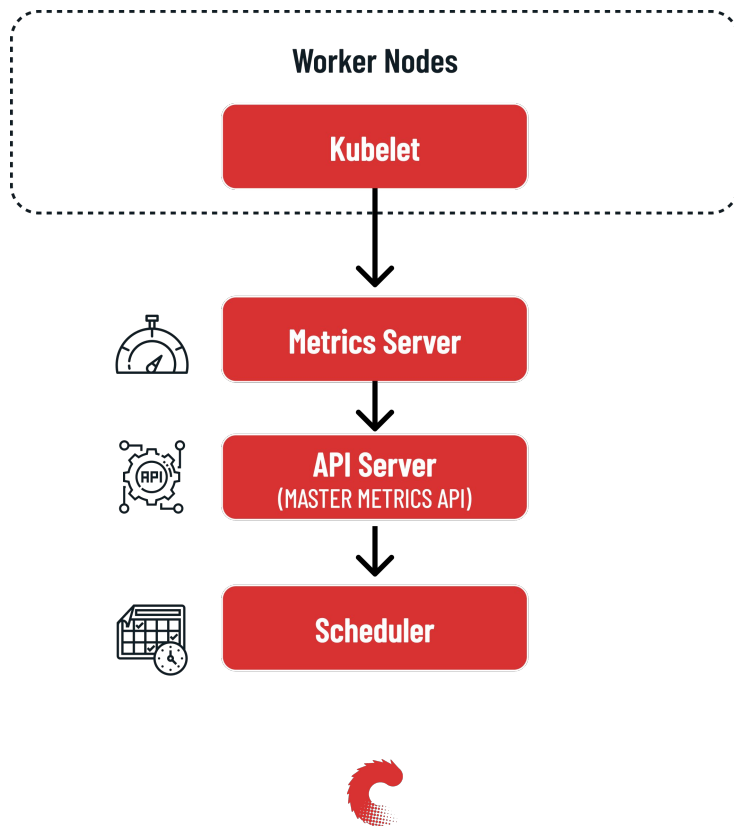 Worker Nodes
Kubelet
Metrics Server
API Server
(MASTER METRICS API)
API
Scheduler